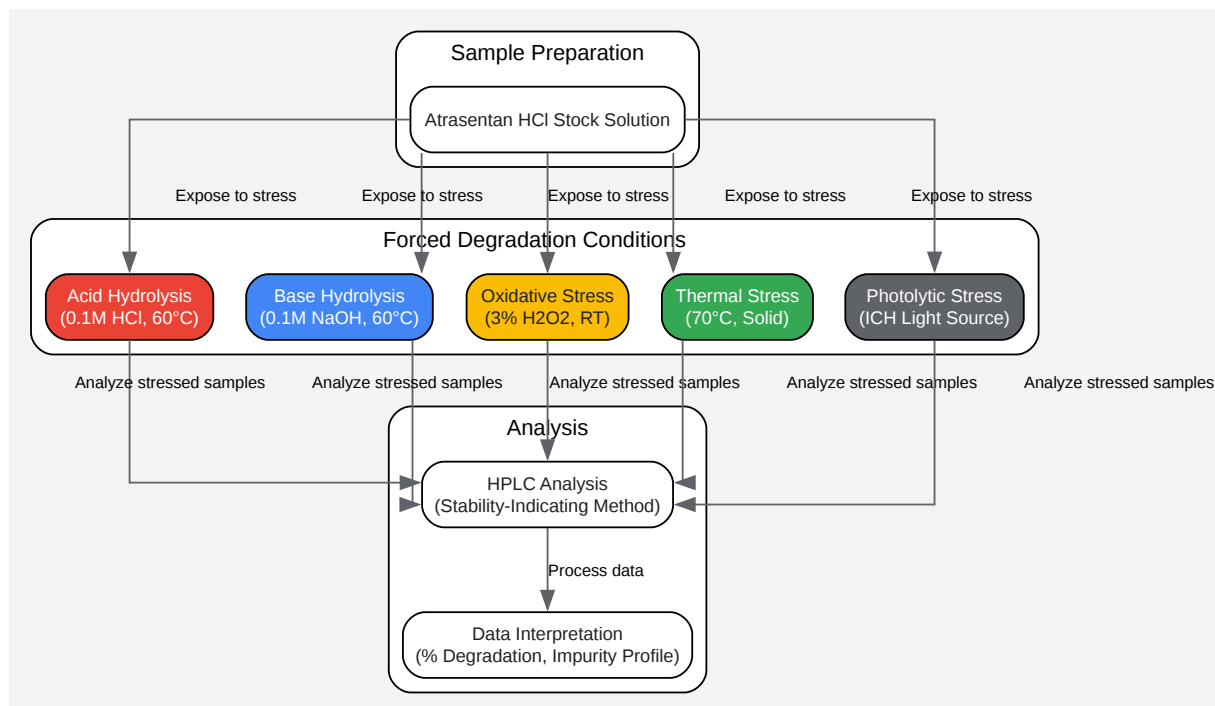 Sample Preparation
Atrasentan HCl Stock Solution
Expose to stress
Expose to stress
Expose to stress
Expose to stress
Expose to stress
Forced Degradation Conditions
Acid Hydrolysis
(0.1M HCl, 60°C)
Base Hydrolysis
(0.1M NaOH, 60°C)
Oxidative Stress
(3% H2O2, RT)
Thermal Stress
(70°C, Solid)
Photolytic Stress
(ICH Light Source)
Analyze stressed samples
Analyze stressed samples
Analyze stressed samples
Analyze stressed samples
Analyze stressed samples
Analysis
HPLC Analysis
(Stability-Indicating Method)
Process data
Data Interpretation
(% Degradation, Impurity Profile)